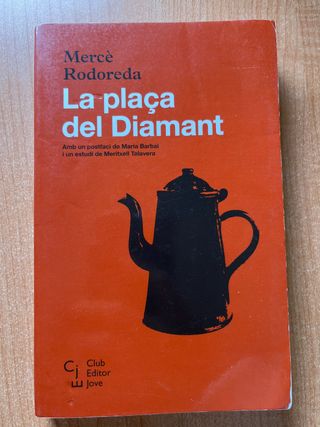 Mercè
Rodoreda
La plaça
del Diamant
Amb un postfaci de Maria Barbal
i un estudi de Meritxell Talavera
CjE
Club
Editor
Jove